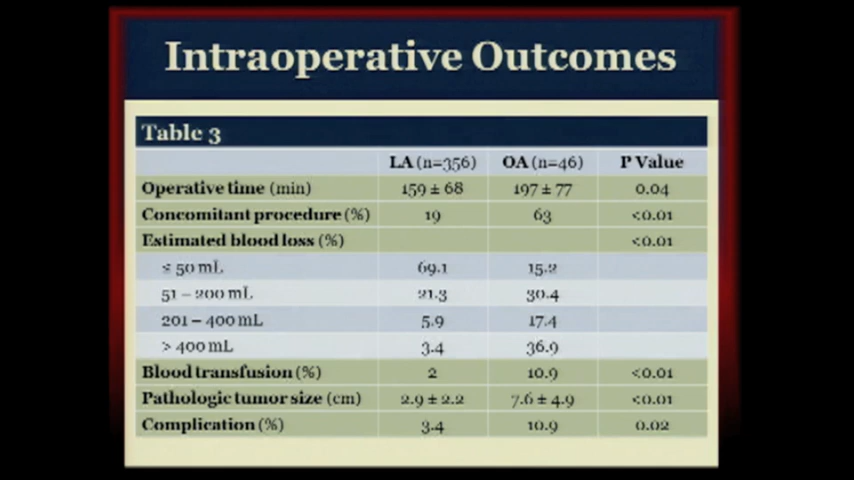 Intraoperative Outcomes
Table 3
LA (n=356) OA (n=46) P Value
Operative time (min) 159 ± 68 197 ± 77 0.04
Concomitant procedure (%) 19 63 <0.01
Estimated blood loss (%) <0.01
≤ 50 mL 69.1 15.2
51 – 200 mL 21.3 30.4
201 – 400 mL 5.9 17.4
> 400 mL 3.4 36.9
Blood transfusion (%) 2 10.9 <0.01
Pathologic tumor size (cm) 2.9 ± 2.2 7.6 ± 4.9 <0.01
Complication (%) 3.4 10.9 0.02